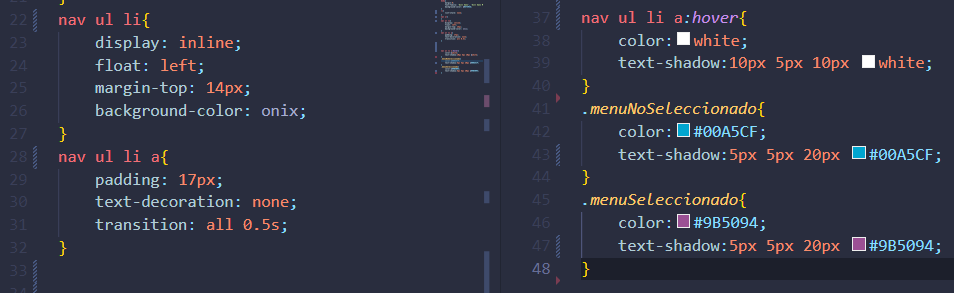 22 nav ul li{
23 display: inline;
24 float: left;
25 margin-top: 14px;
26 background-color: onix;
27 }
28 nav ul li a{
29 padding: 17px;
30 text-decoration: none;
31 transition: all 0.5s;
32 }
33
37 nav ul li a:hover{
38 color: white;
39 text-shadow:10px 5px 10px white;
40 }
41 .menuNoSeleccionado{
42 color: #00A5CF;
43 text-shadow:5px 5px 20px #00A5CF;
44 }
45 .menuSeleccionado{
46 color: #9B5094;
47 text-shadow:5px 5px 20px #9B5094;
48 }